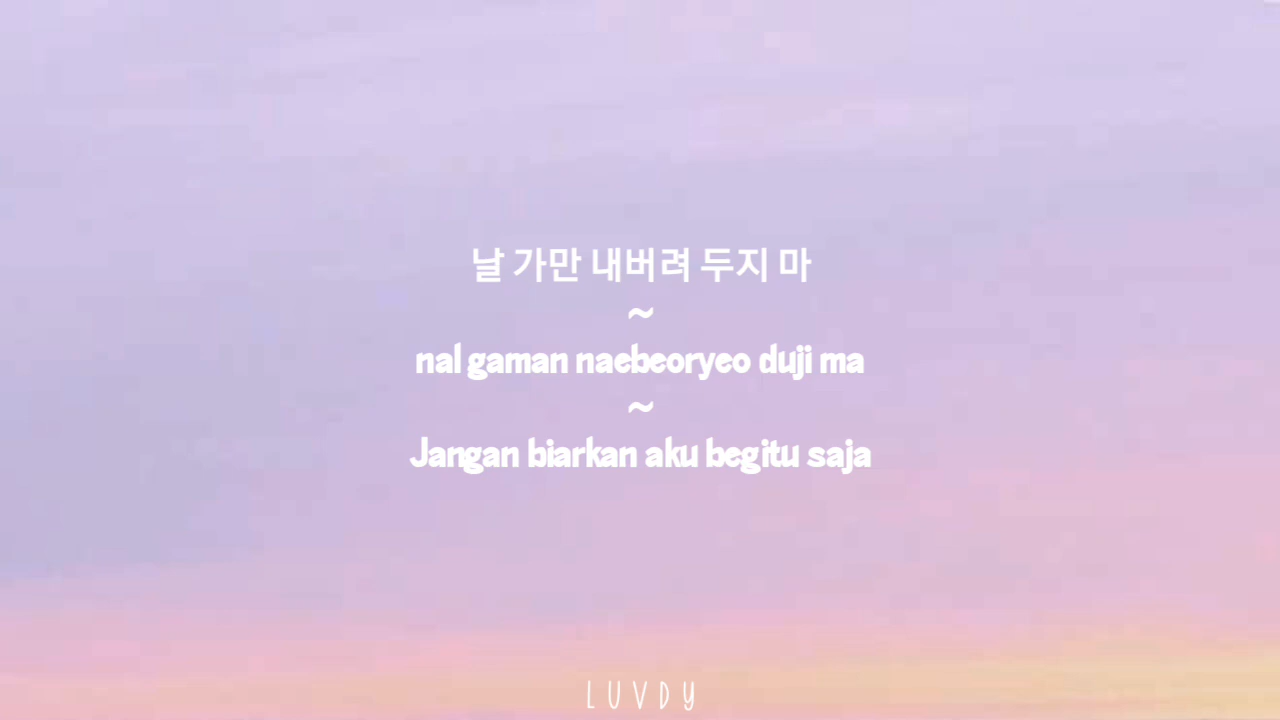 날 가만 내버려 두지 마
~
nal gaman naebeoryeo duji ma
~
Jangan biarkan aku begitu saja
LUVDY